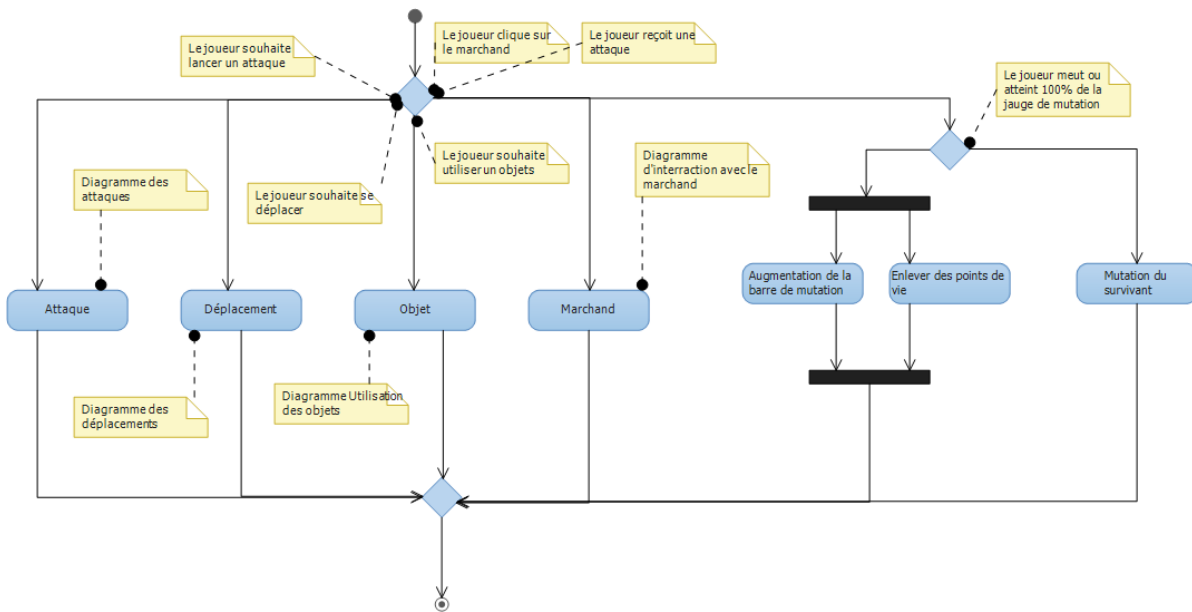 Le joueur souhaite
lancer un attaque
Le joueur clique sur
le marchand
Le joueur reçoit une
attaque
Le joueur meut ou
atteint 100% de la
jauge de mutation
Diagramme des
attaques
Le joueur souhaite se
déplacer
Le joueur souhaite
utiliser un objets
Diagramme
d'interraction avec le
marchand
Attaque
Déplacement
Objet
Marchand
Augmentation de la
barre de mutation
Enlever des points de
vie
Mutation du
survivant
Diagramme des
déplacements
Diagramme Utilisation
des objets